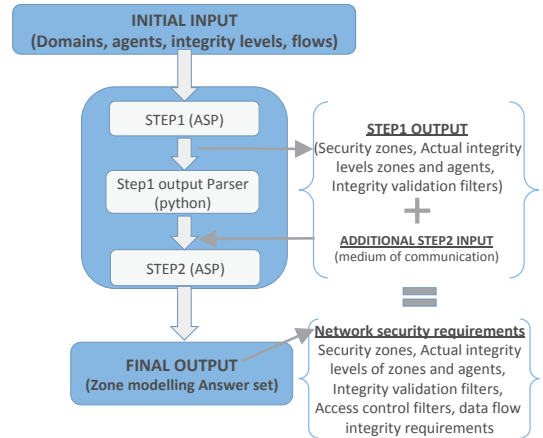 INITIAL INPUT
(Domains, agents, integrity levels, flows)
STEP1 (ASP)
Step1 output Parser
(python)
STEP2 (ASP)
FINAL OUTPUT
(Zone modelling Answer set)
STEP1 OUTPUT
(Security zones, Actual integrity
levels zones and agents,
Integrity validation filters)
+
ADDITIONAL STEP2 INPUT
(medium of communication)
=
Network security requirements
Security zones, Actual integrity
levels of zones and agents,
Integrity validation filters,
Access control filters, data flow
integrity requirements